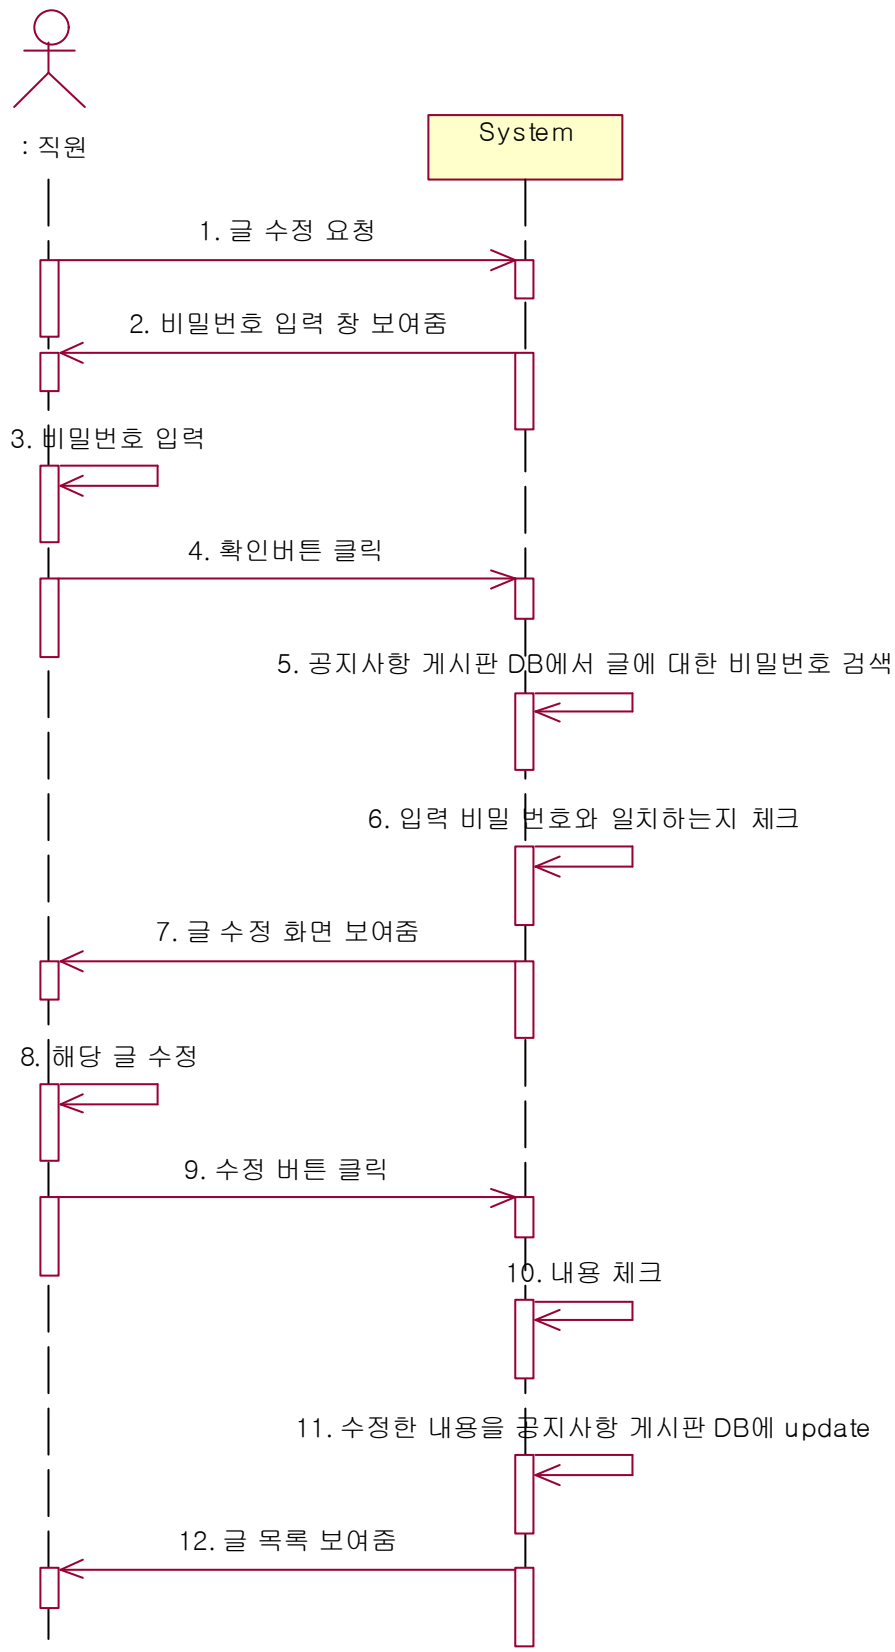 : 직원
System
1. 글 수정 요청
2. 비밀번호 입력 창 보여줌
3. 비밀번호 입력
4. 확인버튼 클릭
5. 공지사항 게시판 DB에서 글에 대한 비밀번호 검색
6. 입력 비밀 번호와 일치하는지 체크
7. 글 수정 화면 보여줌
8. 해당 글 수정
9. 수정 버튼 클릭
10. 내용 체크
11. 수정한 내용을 공지사항 게시판 DB에 update
12. 글 목록 보여줌